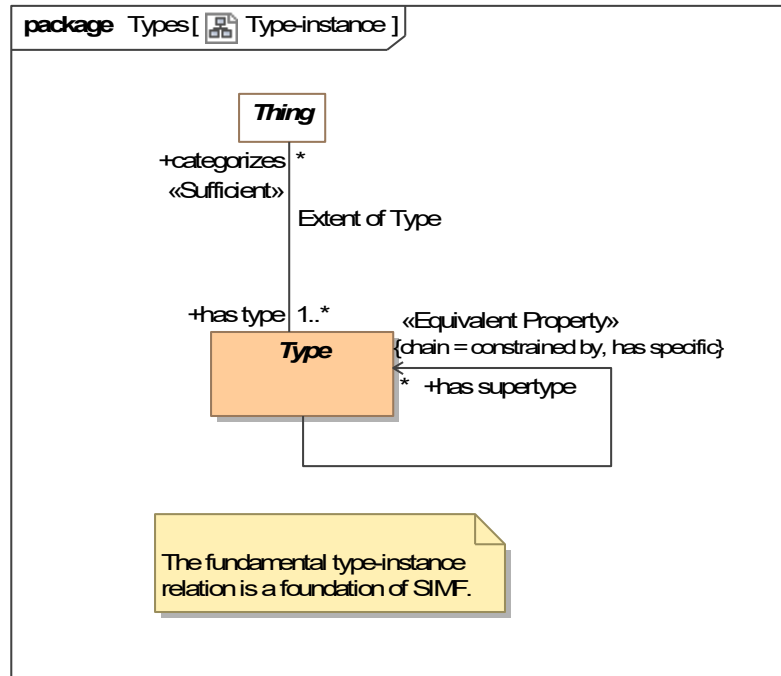 package Types [ Type-instance ]
Thing
+categorizes *
«Sufficient»
Extent of Type
+has type 1..*
«Equivalent Property»
Type
{chain = constrained by, has specific}
* +has supertype
The fundamental type-instance
relation is a foundation of SIMF.